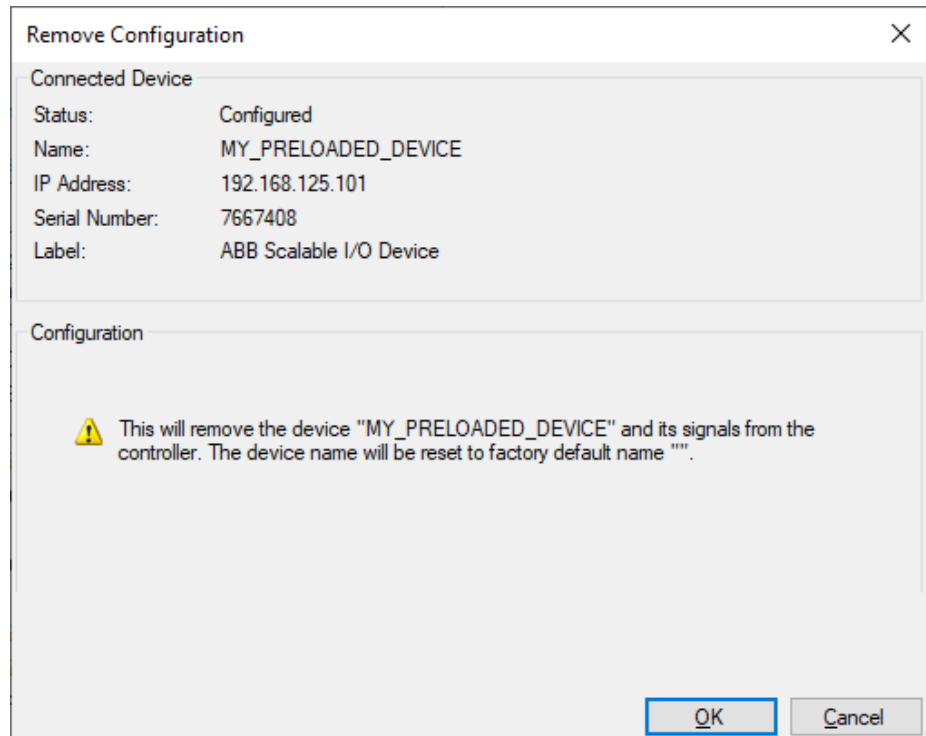 Remove Configuration
Connected Device
Status: Configured
Name: MY_PRELOADED_DEVICE
IP Address: 192.168.125.101
Serial Number: 7667408
Label: ABB Scalable I/O Device
Configuration
This will remove the device "MY_PRELOADED_DEVICE" and its signals from the
controller. The device name will be reset to factory default name "".
OK Cancel